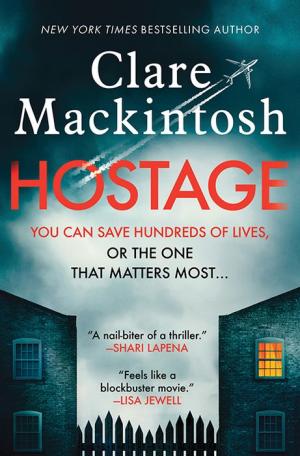 NEW YORK TIMES BESTSELLING AUTHOR
Clare
Mackintosh
HOSTAGE
YOU CAN SAVE HUNDREDS OF LIVES,
OR THE ONE
THAT MATTERS MOST...
"A nail-biter of a thriller."
—SHARI LAPENA
"Feels like a
blockbuster movie."
—LISA JEWELL